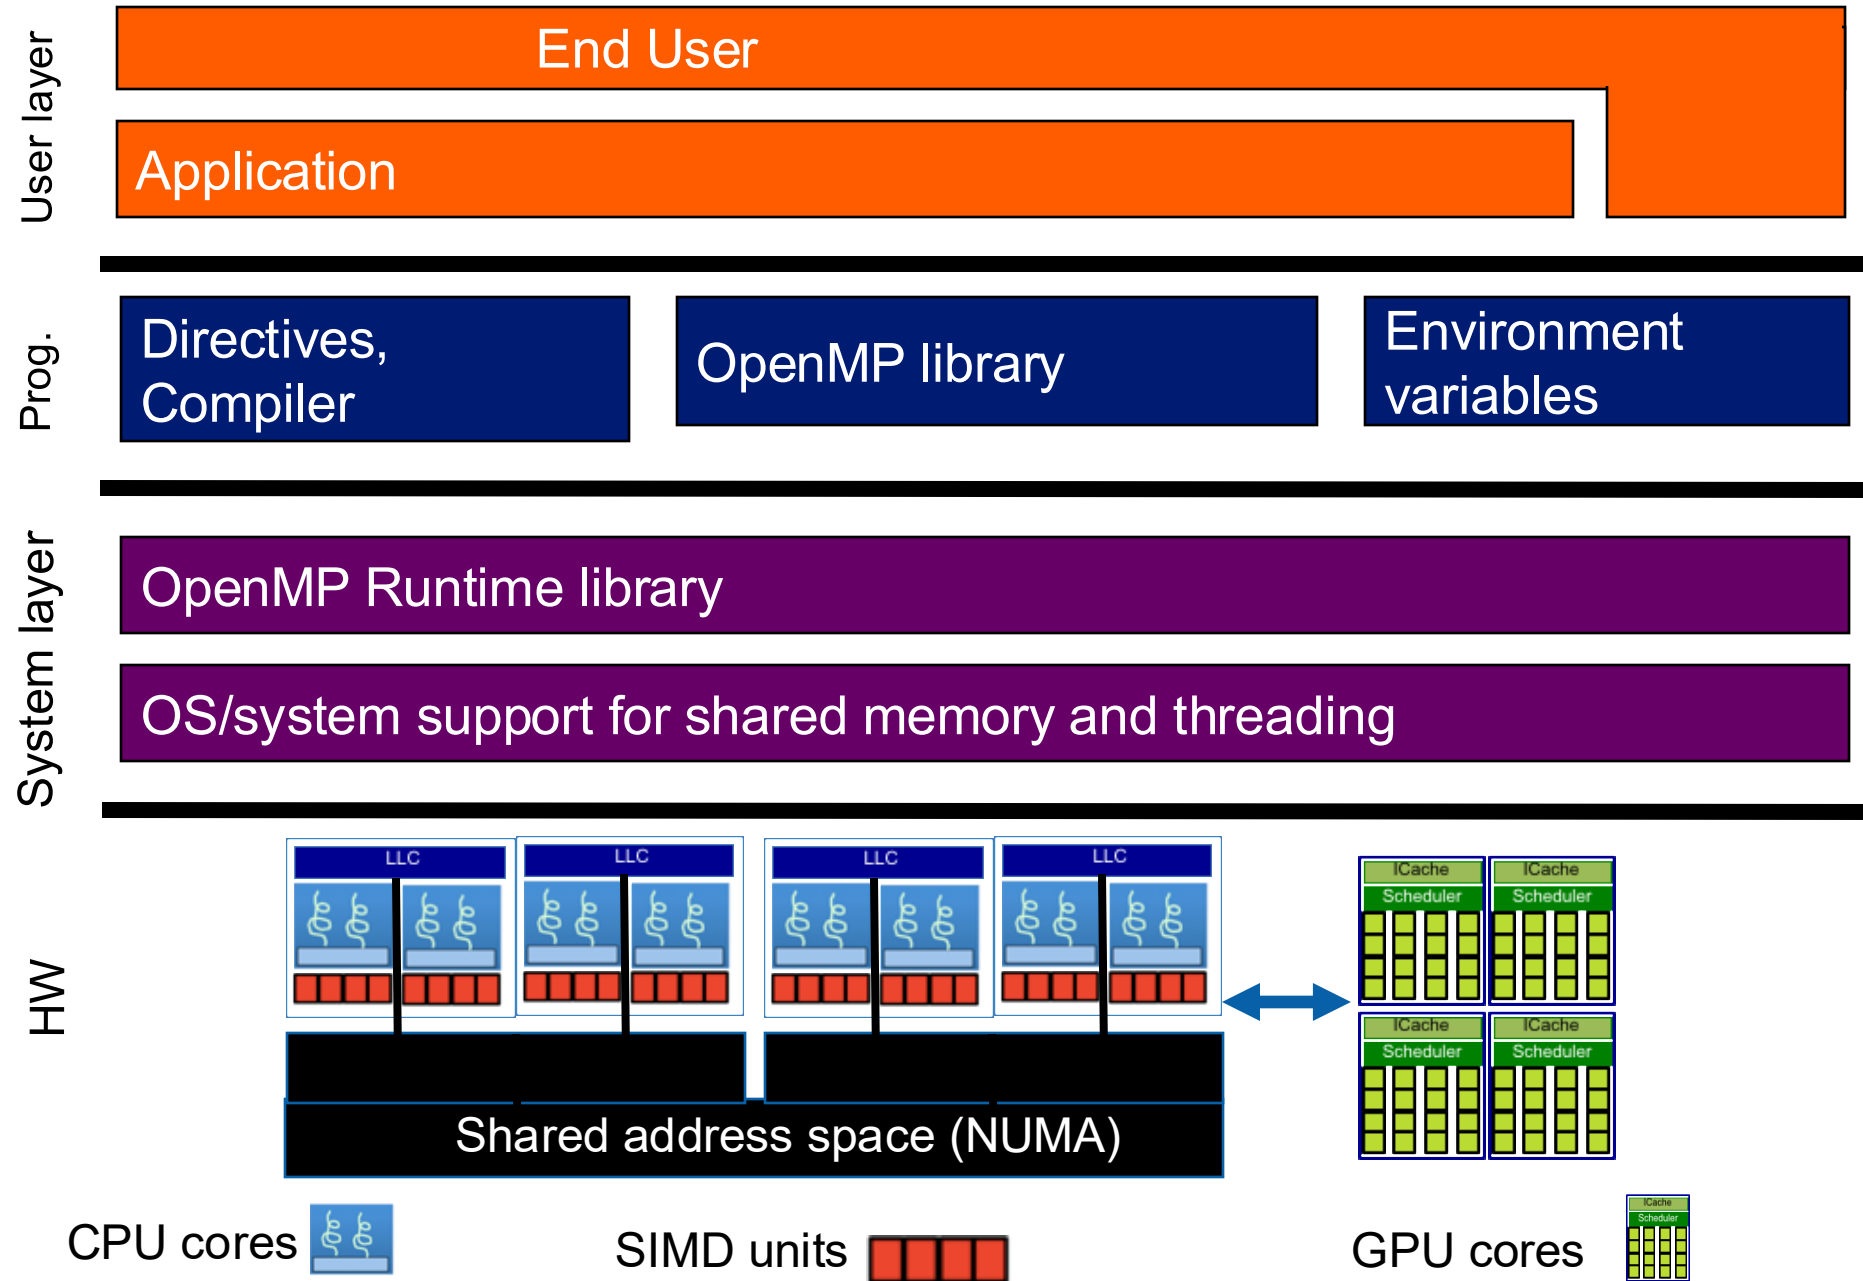 User layer
End User
Application
Prog.
Directives,
Compiler
OpenMP library
Environment
variables
System layer
OpenMP Runtime library
OS/system support for shared memory and threading
HW
LLC
LLC
LLC
LLC
ICache
Scheduler
ICache
Scheduler
ICache
Scheduler
ICache
Scheduler
Shared address space (NUMA)
CPU cores
SIMD units
GPU cores
ICache
Scheduler